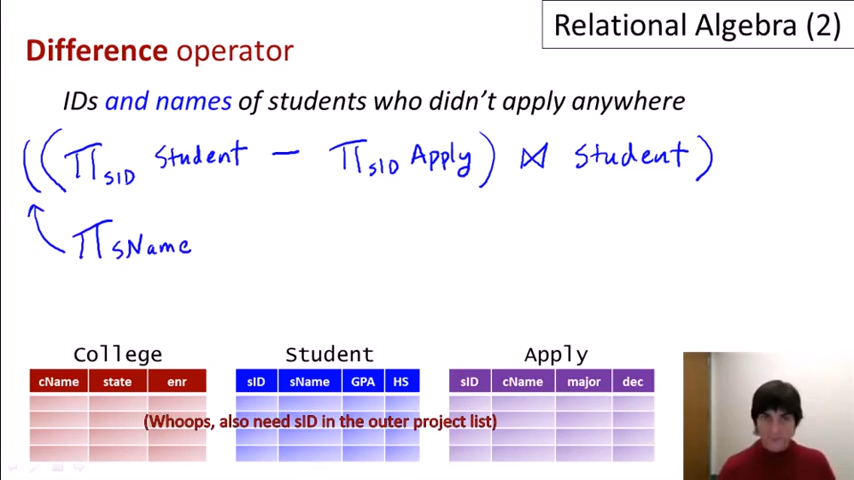 Relational Algebra (2)
Difference operator
IDs and names of students who didn't apply anywhere
((π sID Student − π sID Apply) ⋈ Student)
π sName
College Student Apply
cName state enr sID sName GPA HS sID cName major dec
(Whoops, also need sID in the outer project list)